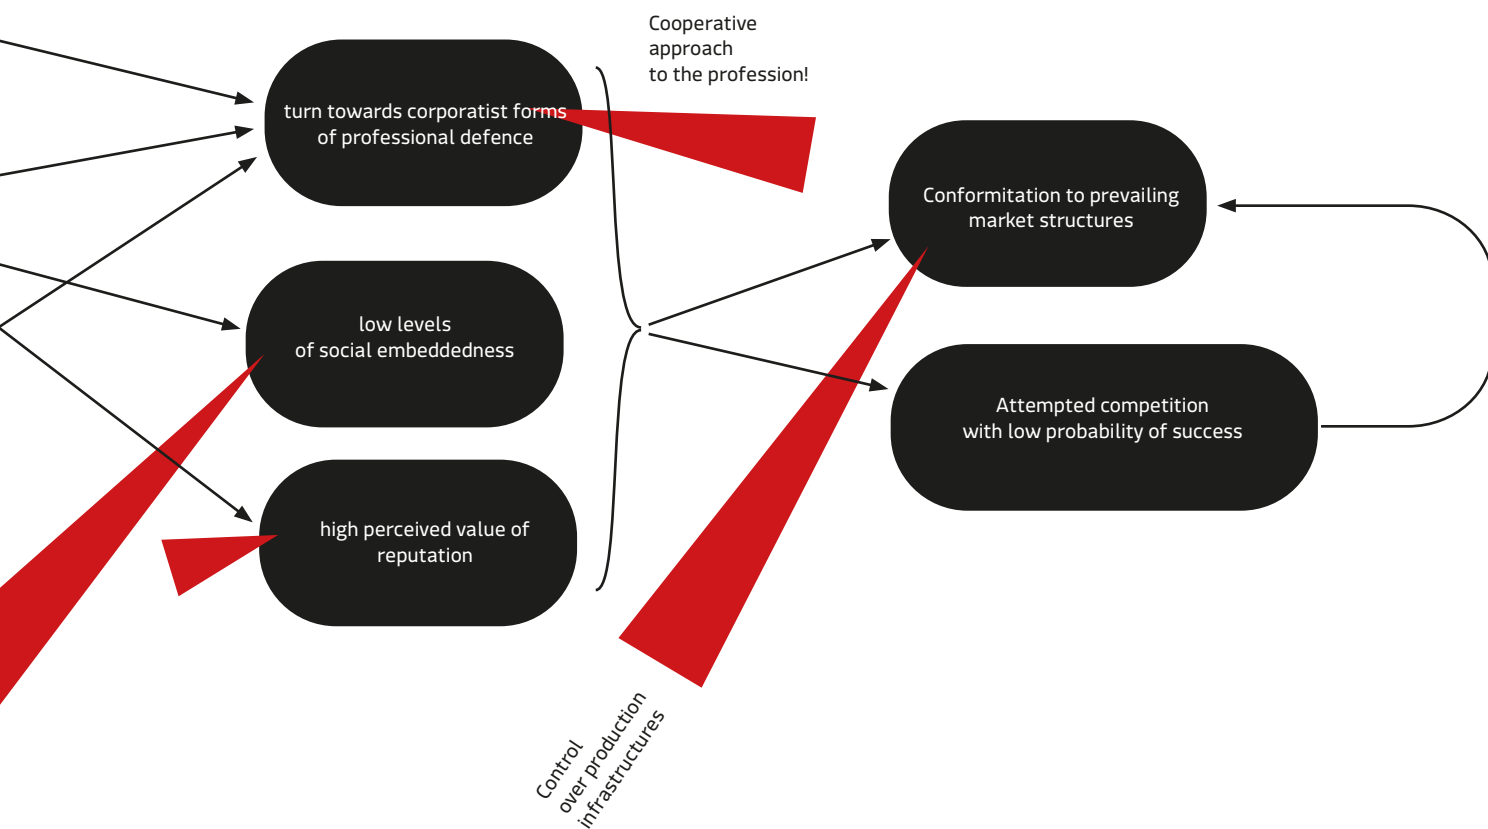 Cooperative
approach
to the profession!
turn towards corporatist forms
of professional defence
Conformitation to prevailing
market structures
low levels
of social embeddedness
Attempted competition
with low probability of success
high perceived value of
reputation
Control
over production
infrastructures